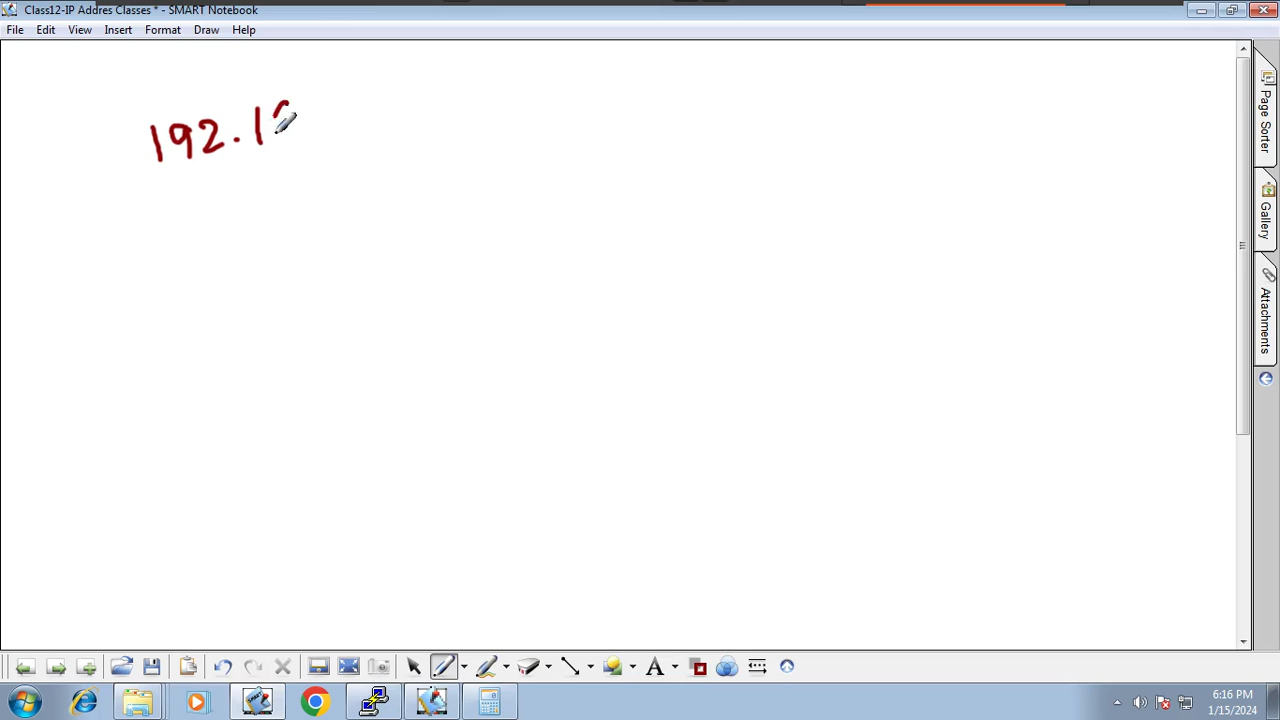 Class12-IP Addres Classes * - SMART Notebook
File Edit View Insert Format Draw Help
192.1
Page Sorter
Gallery
Attachments
A
6:16 PM
1/15/2024